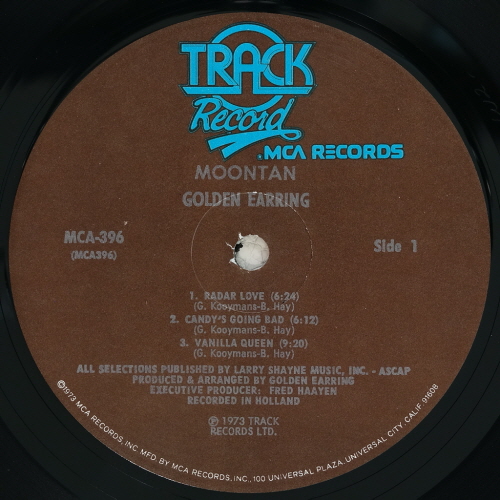 TRACK
Record
MCA RECORDS
MOONTAN
GOLDEN EARRING
MCA-396
(MCA396)
Side 1
1. RADAR LOVE (6:24)
(G. Kooymans-B. Hay)
2. CANDY'S GOING BAD (6:12)
(G. Kooymans-B. Hay)
3. VANILLA QUEEN (9:20)
(G. Kooymans-B. Hay)
ALL SELECTIONS PUBLISHED BY LARRY SHAYNE MUSIC, INC. - ASCAP
PRODUCED & ARRANGED BY GOLDEN EARRING
EXECUTIVE PRODUCER: FRED HAAYEN
RECORDED IN HOLLAND
℗ 1973 TRACK
RECORDS LTD.
©1973 MCA RECORDS, INC. MFD BY MCA RECORDS, INC., 100 UNIVERSAL PLAZA, UNIVERSAL CITY, CALIF. 91608